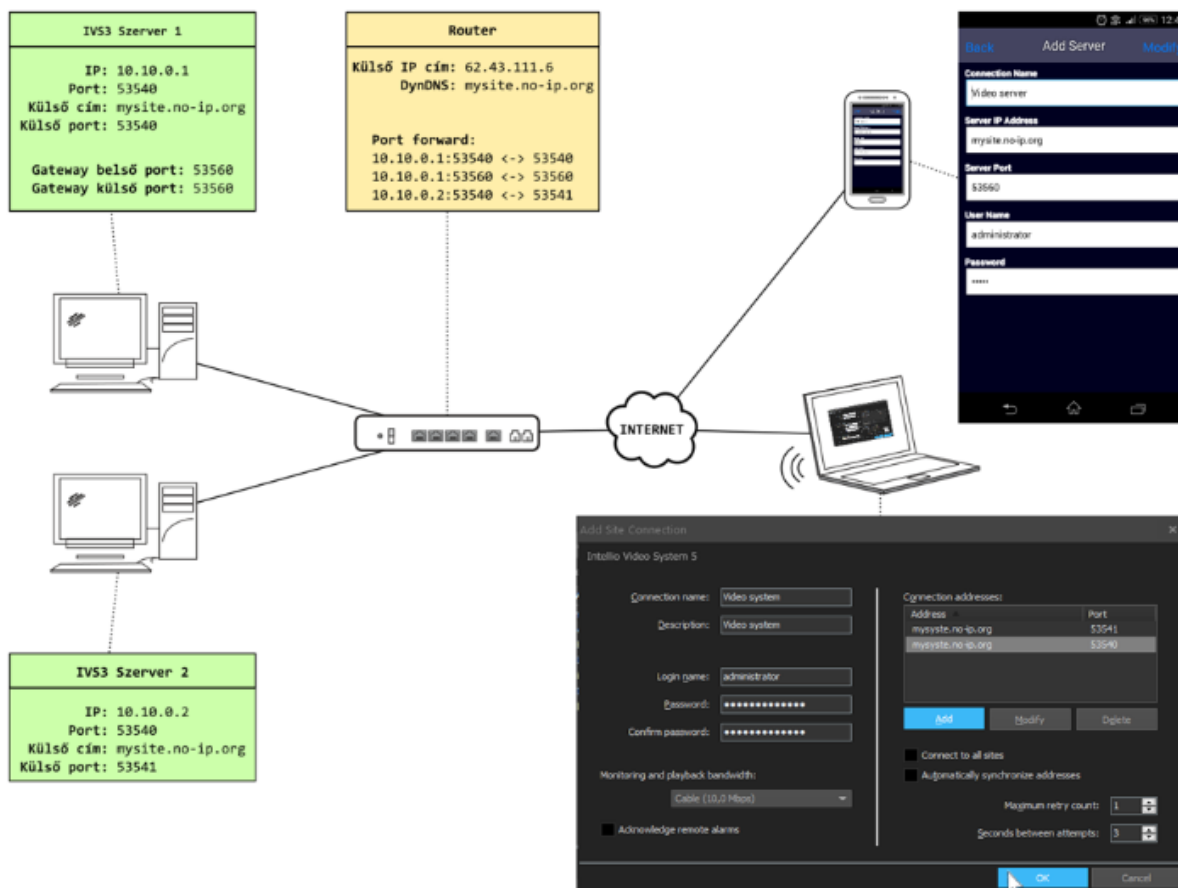 IVS3 Szerver 1
IP: 10.10.0.1
Port: 53540
Külső cím: mysite.no-ip.org
Külső port: 53540
Gateway belső port: 53560
Gateway külső port: 53560
Router
Külső IP cím: 62.43.111.6
DynDNS: mysite.no-ip.org
Port forward:
10.10.0.1:53540 <-> 53540
10.10.0.1:53560 <-> 53560
10.10.0.2:53540 <-> 53541
Back Add Server Modify
Connection Name
Video server
Server IP Address
mysite.no-ip.org
Server Port
53560
User Name
administrator
Password
•••••
INTERNET
IVS3 Szerver 2
IP: 10.10.0.2
Port: 53540
Külső cím: mysite.no-ip.org
Külső port: 53541
Add Site Connection
Intellio Video System 5
Connection name: Video system
Description: Video system
Login name: administrator
Password: •••••••••••••
Confirm password: •••••••••••••
Monitoring and playback bandwidth:
Cable (10,0 Mbps)
Acknowledge remote alarms
Connection addresses:
Address Port
mysyste.no-ip.org 53541
mysyste.no-ip.org 53540
Add Modify Delete
Connect to all sites
Automatically synchronize addresses
Maximum retry count: 1
Seconds between attempts: 3
OK Cancel